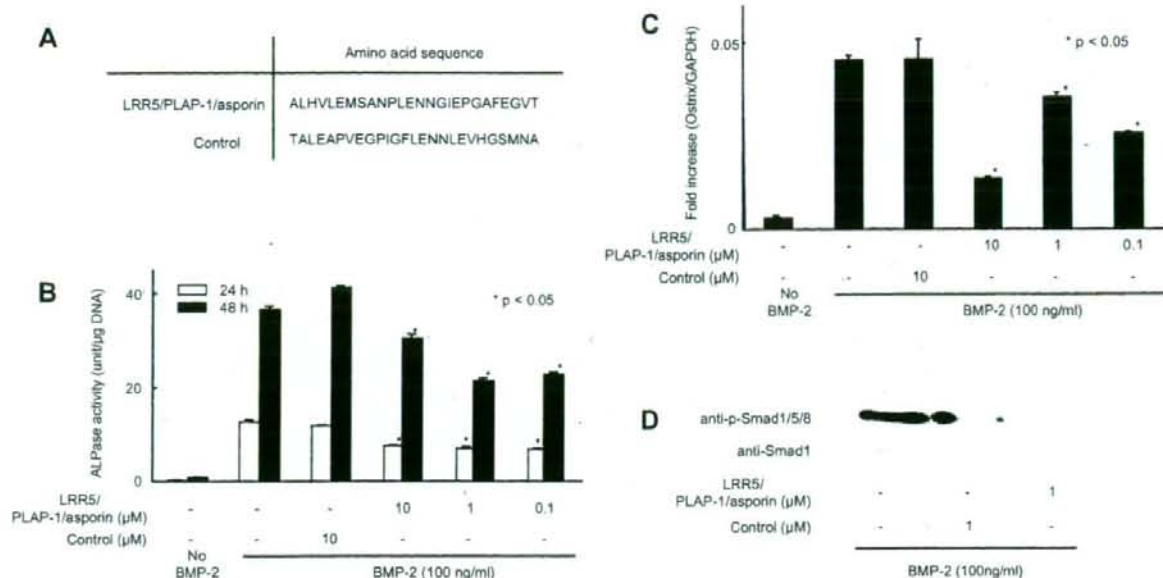 A
Amino acid sequence
LRR5/PLAP-1/asporin ALHVLEMSANPLENNGIEPGAFEGVT
Control TALEAPVEGPIGFLENNLEVHGSMNA
B
24 h
48 h
* p < 0.05
ALPase activity (unit/µg DNA)
40
20
0
LRR5/
PLAP-1/asporin (µM) - - - 10 1 0.1
Control (µM) - - 10 - - -
No
BMP-2
BMP-2 (100 ng/ml)
C
* p < 0.05
Fold increase (Ostrix/GAPDH)
0.05
0
LRR5/
PLAP-1/asporin (µM) - - - 10 1 0.1
Control (µM) - - 10 - - -
No
BMP-2
BMP-2 (100 ng/ml)
D
anti-p-Smad1/5/8
anti-Smad1
LRR5/
PLAP-1/asporin (µM) - - 1
Control (µM) - 1 -
BMP-2 (100ng/ml)